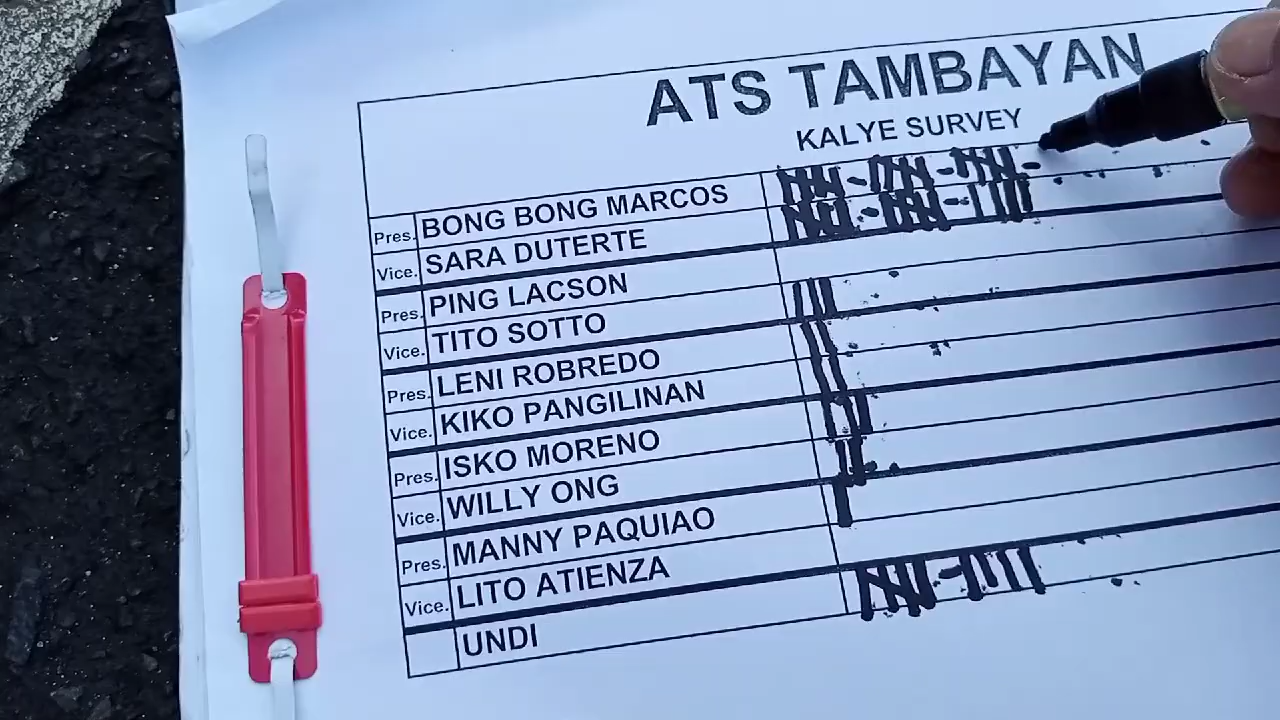 ATS TAMBAYAN
KALYE SURVEY
Pres. BONG BONG MARCOS
Vice. SARA DUTERTE
Pres. PING LACSON
Vice. TITO SOTTO
Pres. LENI ROBREDO
Vice. KIKO PANGILINAN
Pres. ISKO MORENO
Vice. WILLY ONG
Pres. MANNY PAQUIAO
Vice. LITO ATIENZA
UNDI